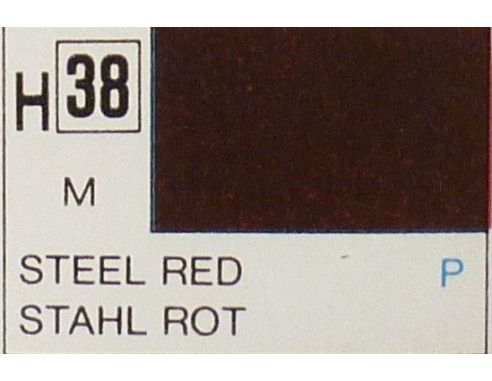 H 38
M
STEEL RED P
STAHL ROT